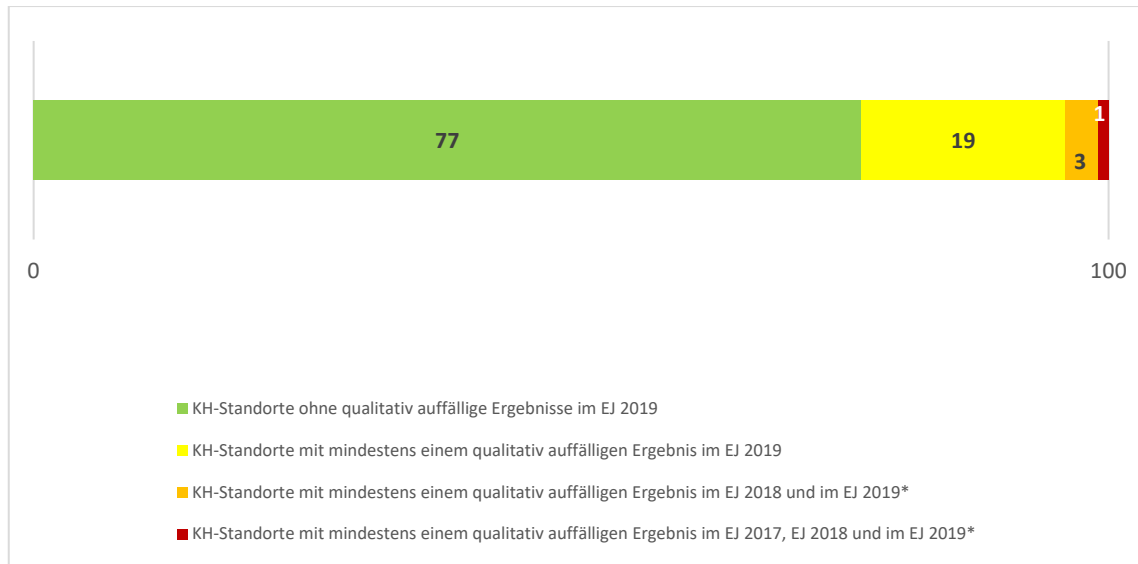 77
19
3
1
0
100
KH-Standorte ohne qualitativ auffällige Ergebnisse im EJ 2019
KH-Standorte mit mindestens einem qualitativ auffälligen Ergebnis im EJ 2019
KH-Standorte mit mindestens einem qualitativ auffälligen Ergebnis im EJ 2018 und im EJ 2019*
KH-Standorte mit mindestens einem qualitativ auffälligen Ergebnis im EJ 2017, EJ 2018 und im EJ 2019*